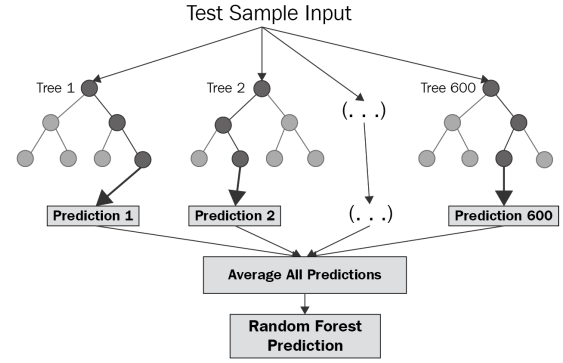 Test Sample Input
Tree 1
Tree 2
(. . .)
Tree 600
Prediction 1
Prediction 2
(. . .)
Prediction 600
Average All Predictions
Random Forest
Prediction